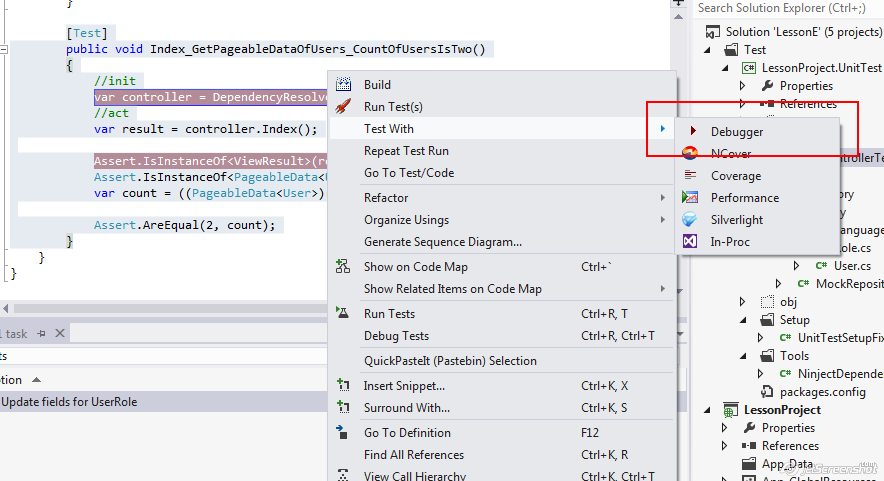 [Test]
public void Index_GetPageableDataOfUsers_CountOfUsersIsTwo()
{
//init
var controller = DependencyResolve
//act
var result = controller.Index();
Assert.IsInstanceOf<ViewResult>(re
Assert.IsInstanceOf<PageableData<U
var count = ((PageableData<User>)
Assert.AreEqual(2, count);
}
}
}
task
Update fields for UserRole
Build
Run Test(s)
Test With
Repeat Test Run
Go To Test/Code
Refactor
Organize Usings
Generate Sequence Diagram...
Show on Code Map Ctrl+`
Show Related Items on Code Map
Run Tests Ctrl+R, T
Debug Tests Ctrl+R, Ctrl+T
QuickPasteIt (Pastebin) Selection
Insert Snippet... Ctrl+K, X
Surround With... Ctrl+K, S
Go To Definition F12
Find All References Ctrl+K, R
View Call Hierarchy Ctrl+K, Ctrl+T
Debugger
NCover
Coverage
Performance
Silverlight
In-Proc
Search Solution Explorer (Ctrl+;)
Solution 'LessonE' (5 projects)
Test
LessonProject.UnitTest
Properties
References
ntrollerTe
ory
y
anguage
ole.cs
User.cs
MockReposit
obj
Setup
UnitTestSetupFix
Tools
NinjectDepende
packages.config
LessonProject
Properties
References
App_Data
App_GlobalResources